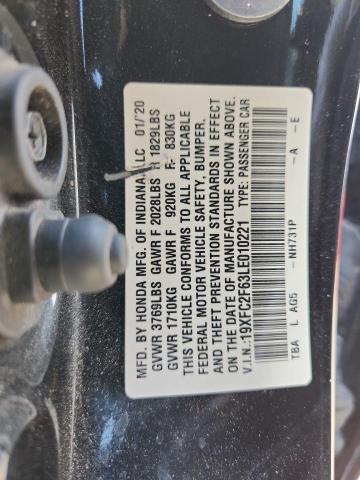 MFD. BY HONDA MFG. OF INDIANA, LLC 01/20
GVWR 3769LBS GAWR F 2028LBS R 1829LBS
GVWR 1710KG GAWR F 920KG R- 830KG
THIS VEHICLE CONFORMS TO ALL APPLICABLE
FEDERAL MOTOR VEHICLE SAFETY, BUMPER,
AND THEFT PREVENTION STANDARDS IN EFFECT
ON THE DATE OF MANUFACTURE SHOWN ABOVE.
V.I.N.: 19XFC2F63LE010221 TYPE: PASSENGER CAR
TBA L AG5 -NH731P -A -E